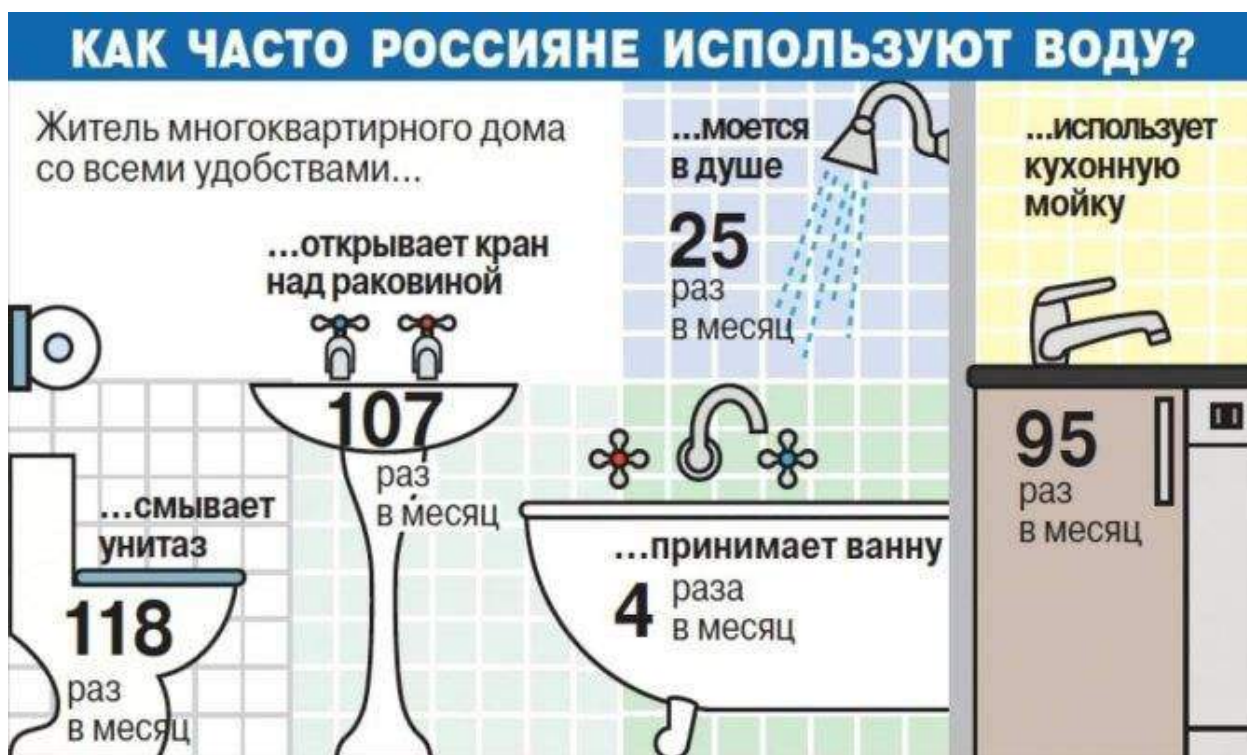 КАК ЧАСТО РОССИЯНЕ ИСПОЛЬЗУЮТ ВОДУ?
Житель многоквартирного дома
со всеми удобствами...
...смывает
унитаз
118
раз
в месяц
...открывает кран
над раковиной
107
раз
в месяц
...моется
в душе
25
раз
в месяц
...принимает ванну
4 раза
в месяц
...использует
кухонную
мойку
95
раз
в месяц